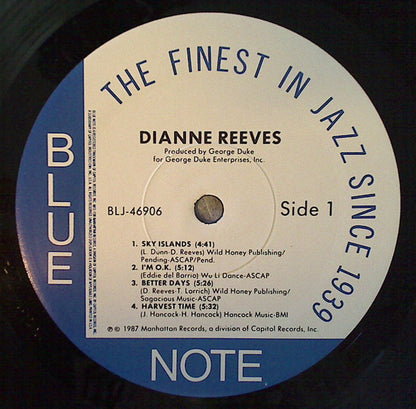 THE FINEST IN JAZZ SINCE 1939
BLUE
DIANNE REEVES
Produced by George Duke
for George Duke Enterprises, Inc.
BLJ-46906
Side 1
1. SKY ISLANDS (4:41)
(L. Dunn-D. Reeves) Wild Honey Publishing/
Pending-ASCAP/Pend.
2. I'M O.K. (5:12)
(Eddie del Barrio) Wu Li Dance-ASCAP
3. BETTER DAYS (5:26)
(D. Reeves-T. Lorrich) Wild Honey Publishing/
Sagacious Music-ASCAP
4. HARVEST TIME (5:32)
(J. Hancock-H. Hancock) Hancock Music-BMI
℗ © 1987 Manhattan Records, a division of Capitol Records, Inc.
NOTE